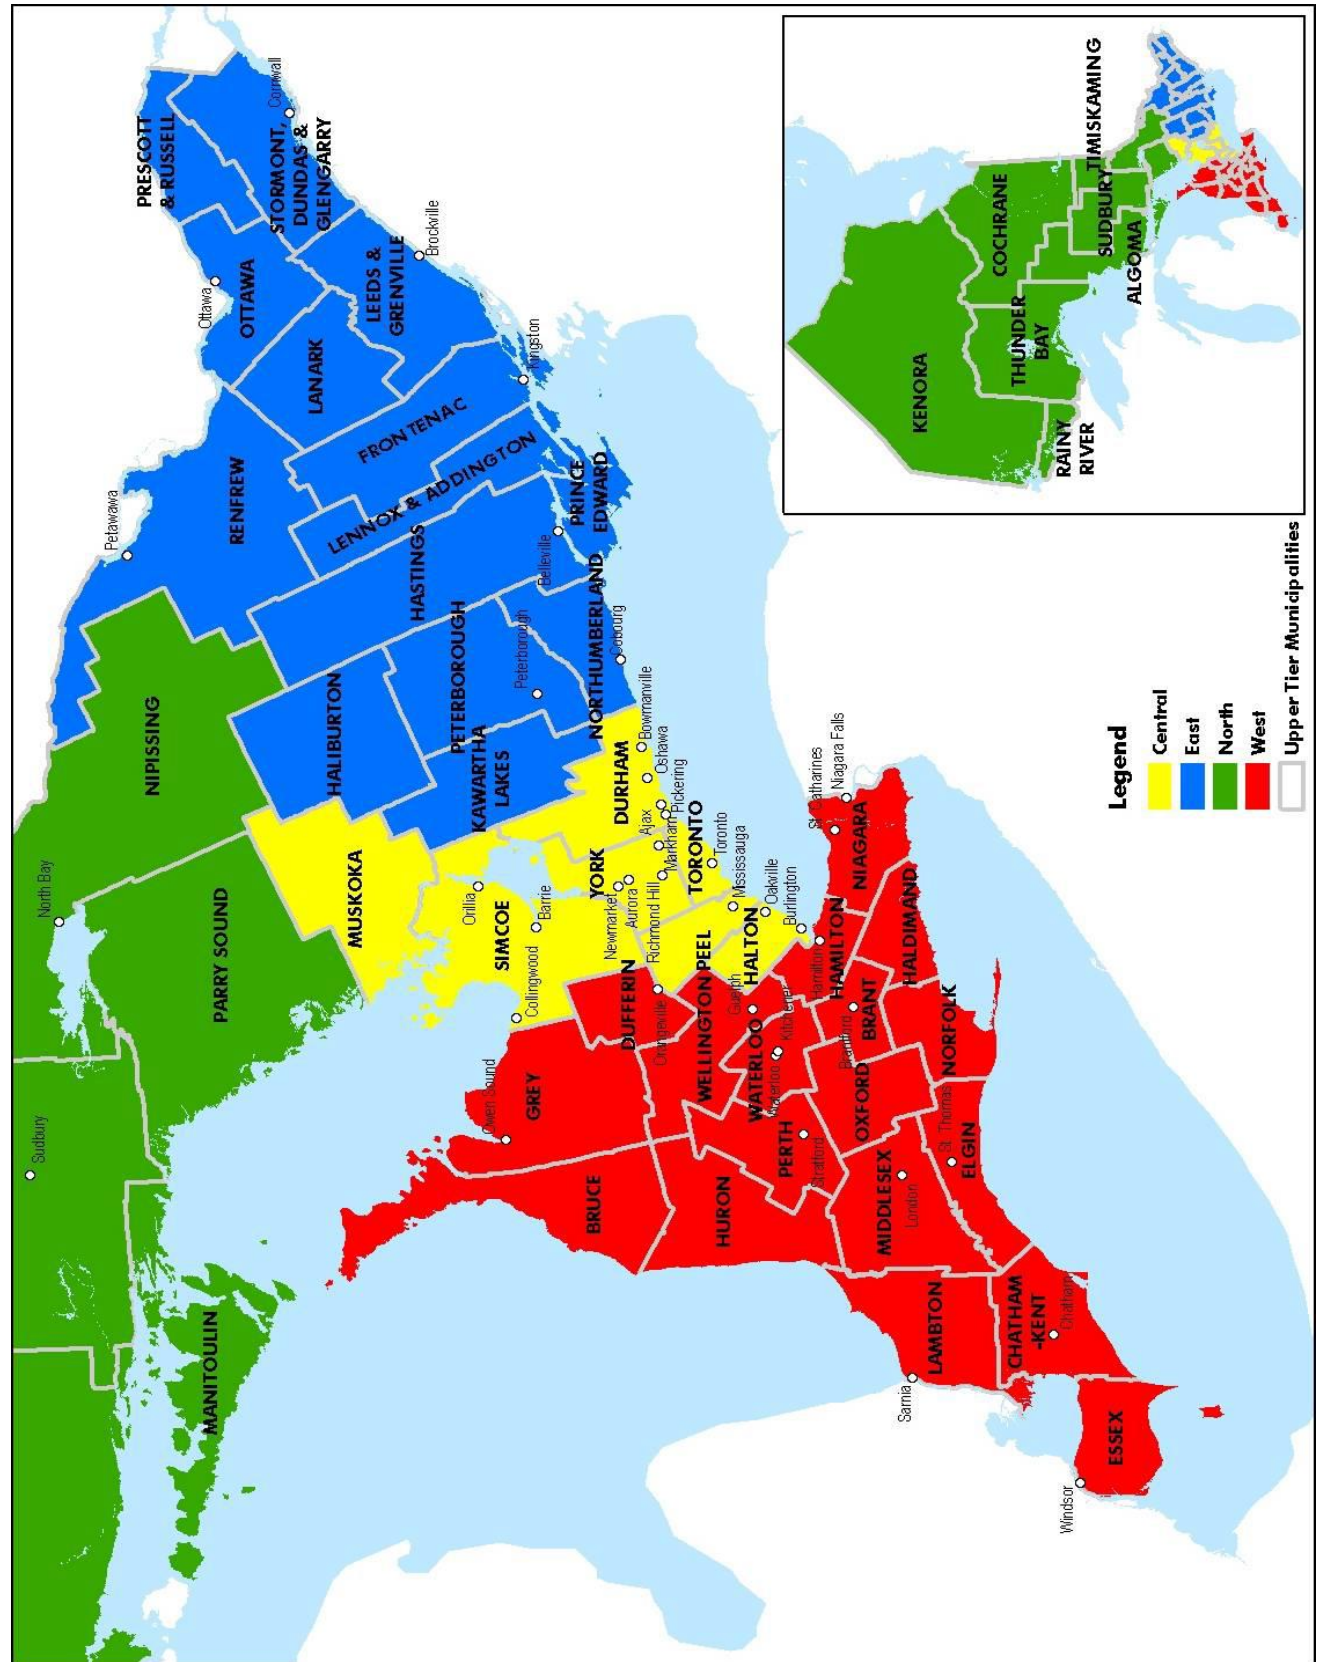 North Bay
Sudbury
Petawawa
Ottawa
PRESCOTT
& RUSSELL
Cornwall
STORMONT,
DUNDAS &
GLENGARRY
OTTAWA
LEEDS &
GRENVILLE
Brockville
LANARK
RENFREW
FRONTENAC
Kingston
LENNOX & ADDINGTON
HASTINGS
PRINCE
EDWARD
Belleville
NIPISSING
HALIBURTON
PETERBOROUGH
Peterborough
NORTHUMBERLAND
Cobourg
KAWARTHA
LAKES
PARRY SOUND
MUSKOKA
Orillia
SIMCOE
Barrie
Collingwood
DURHAM
Bowmanville
Oshawa
Pickering
Ajax
Markham
YORK
Newmarket
Aurora
Richmond Hill
TORONTO
Toronto
Mississauga
PEEL
HALTON
Oakville
Burlington
MANITOULIN
Owen Sound
GREY
BRUCE
DUFFERIN
Orangeville
WELLINGTON
Guelph
WATERLOO
Kitchener
Waterloo
HURON
PERTH
Stratford
HAMILTON
Hamilton
St. Catharines
Niagara Falls
NIAGARA
HALDIMAND
BRANT
Brantford
OXFORD
NORFOLK
MIDDLESEX
London
St. Thomas
ELGIN
LAMBTON
Sarnia
CHATHAM
-KENT
Chatham
ESSEX
Windsor
KENORA
COCHRANE
TIMISKAMING
SUDBURY
ALGOMA
THUNDER
BAY
RAINY
RIVER
Legend
Central
East
North
West
Upper Tier Municipalities